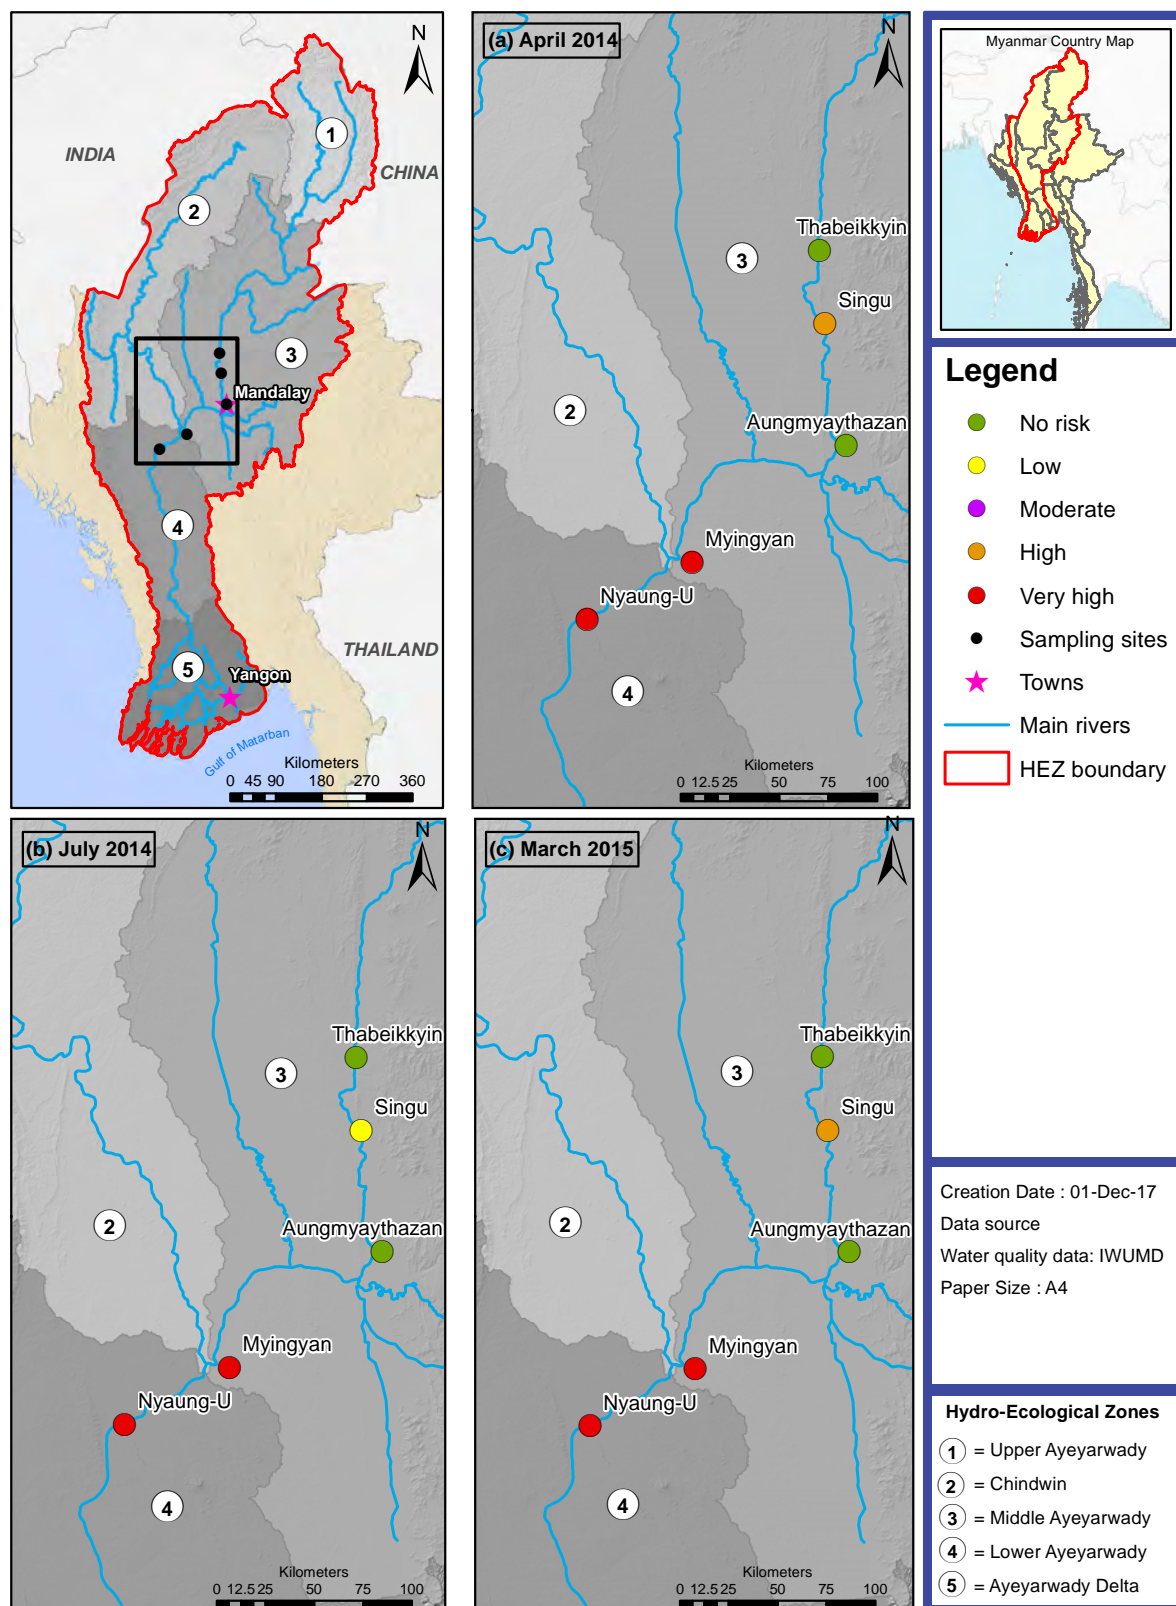 N
INDIA
CHINA
1
2
3
Mandalay
4
THAILAND
5
Yangon
Gulf of Matarban
Kilometers
0 45 90 180 270 360
(a) April 2014
N
Thabeikkyin
3
Singu
2
Aungmyaythazan
Myingyan
Nyaung-U
4
Kilometers
0 12.5 25 50 75 100
Myanmar Country Map
Legend
No risk
Low
Moderate
High
Very high
Sampling sites
Towns
Main rivers
HEZ boundary
(b) July 2014
N
Thabeikkyin
3
Singu
2
Aungmyaythazan
Myingyan
Nyaung-U
4
Kilometers
0 12.5 25 50 75 100
(c) March 2015
N
Thabeikkyin
3
Singu
2
Aungmyaythazan
Myingyan
Nyaung-U
4
Kilometers
0 12.5 25 50 75 100
Creation Date : 01-Dec-17
Data source
Water quality data: IWUMD
Paper Size : A4
Hydro-Ecological Zones
1 = Upper Ayeyarwady
2 = Chindwin
3 = Middle Ayeyarwady
4 = Lower Ayeyarwady
5 = Ayeyarwady Delta